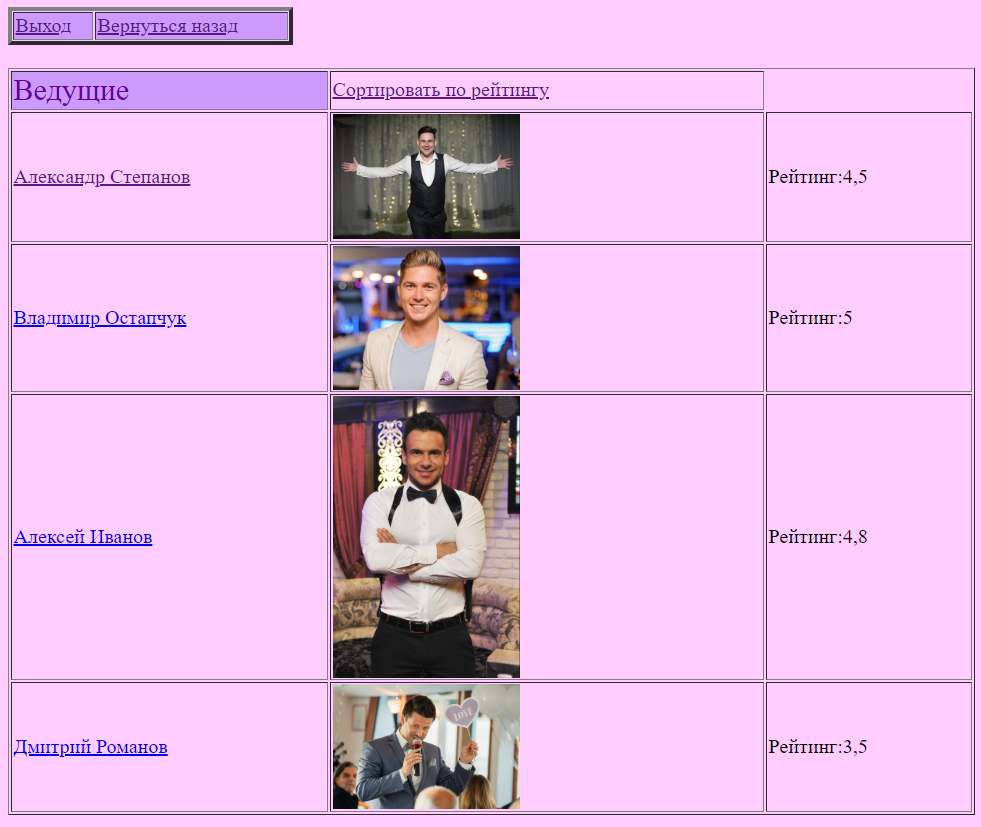 Выход Вернуться назад
Ведущие Сортировать по рейтингу
Александр Степанов Рейтинг:4,5
Владимир Остапчук Рейтинг:5
Алексей Иванов Рейтинг:4,8
LOVE
Дмитрий Романов Рейтинг:3,5